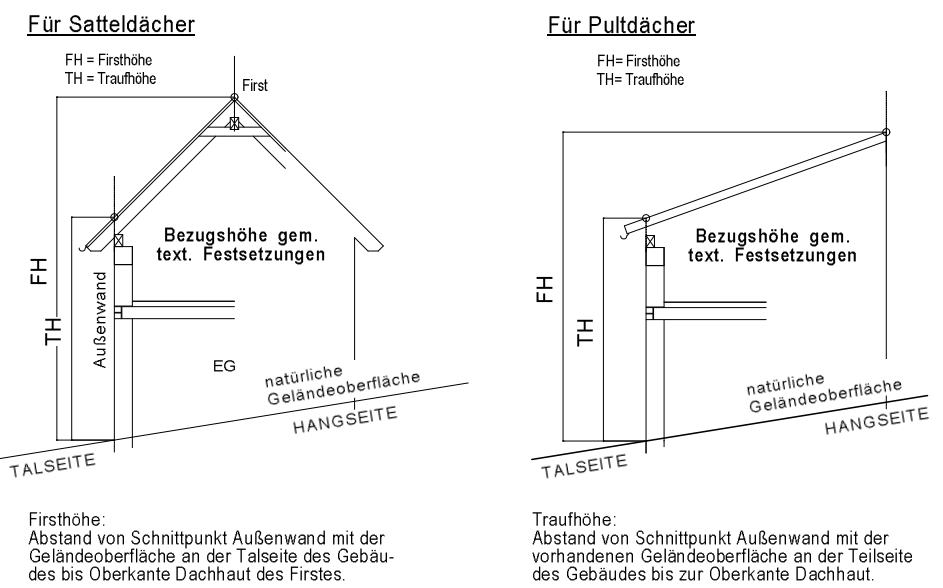 Für Satteldächer
FH = Firsthöhe
TH = Traufhöhe
First
Bezugshöhe gem.
text. Festsetzungen
FH
TH
Außenwand
EG
natürliche
Geländeoberfläche
HANGSEITE
TALSEITE
Firsthöhe:
Abstand von Schnittpunkt Außenwand mit der
Geländeoberfläche an der Talseite des Gebäu-
des bis Oberkante Dachhaut des Firstes.
Für Pultdächer
FH= Firsthöhe
TH= Traufhöhe
Bezugshöhe gem.
text. Festsetzungen
FH
TH
natürliche
Geländeoberfläche
HANGSEITE
TALSEITE
Traufhöhe:
Abstand von Schnittpunkt Außenwand mit der
vorhandenen Geländeoberfläche an der Teilseite
des Gebäudes bis zur Oberkante Dachhaut.